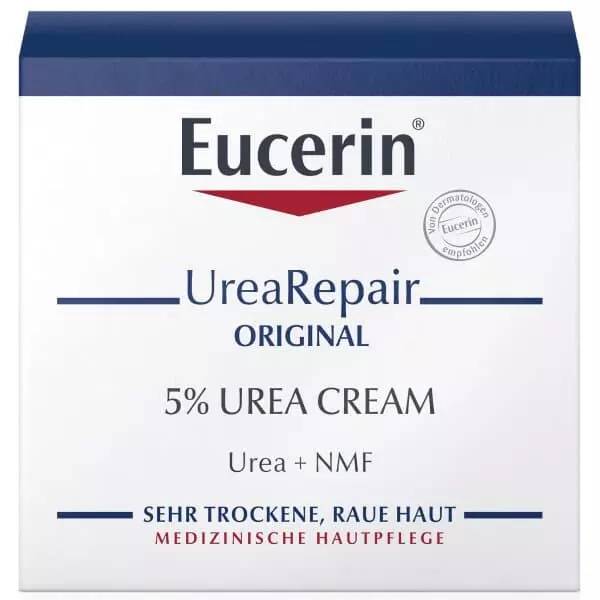 Eucerin®
Von Dermatologen
Eucerin
empfohlen
UreaRepair
ORIGINAL
5% UREA CREAM
Urea + NMF
SEHR TROCKENE, RAUE HAUT
MEDIZINISCHE HAUTPFLEGE